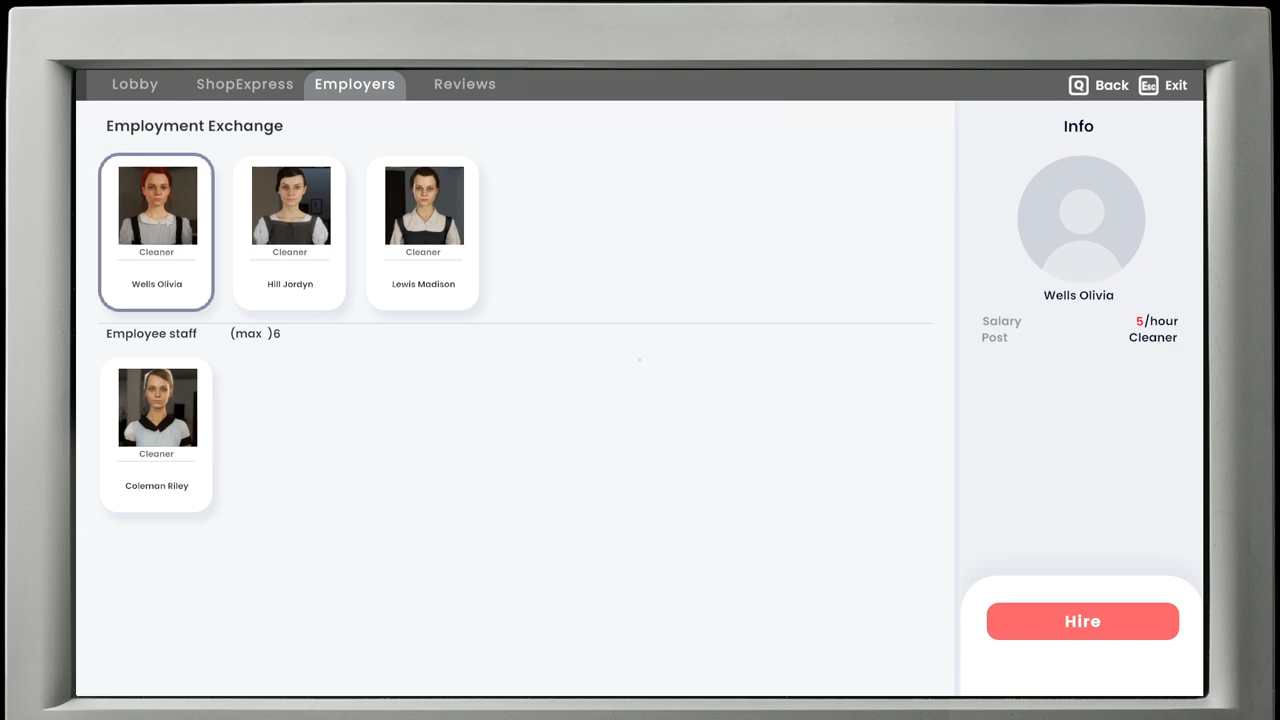 Lobby ShopExpress Employers Reviews Q Back Esc Exit
Employment Exchange
Cleaner
Wells Olivia
Cleaner
Hill Jordyn
Cleaner
Lewis Madison
Employee staff (max )6
Cleaner
Coleman Riley
Info
Wells Olivia
Salary 5/hour
Post Cleaner
Hire